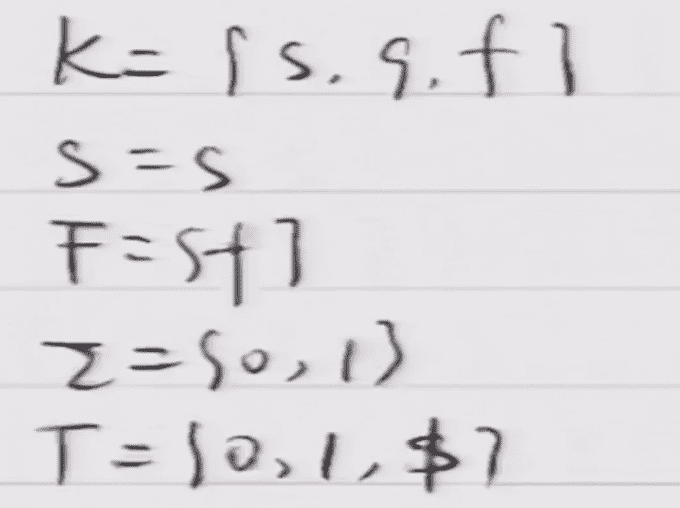 K = {s, q, f}
s = s
F = {f}
Σ = {0, 1}
Γ = {0, 1, $}